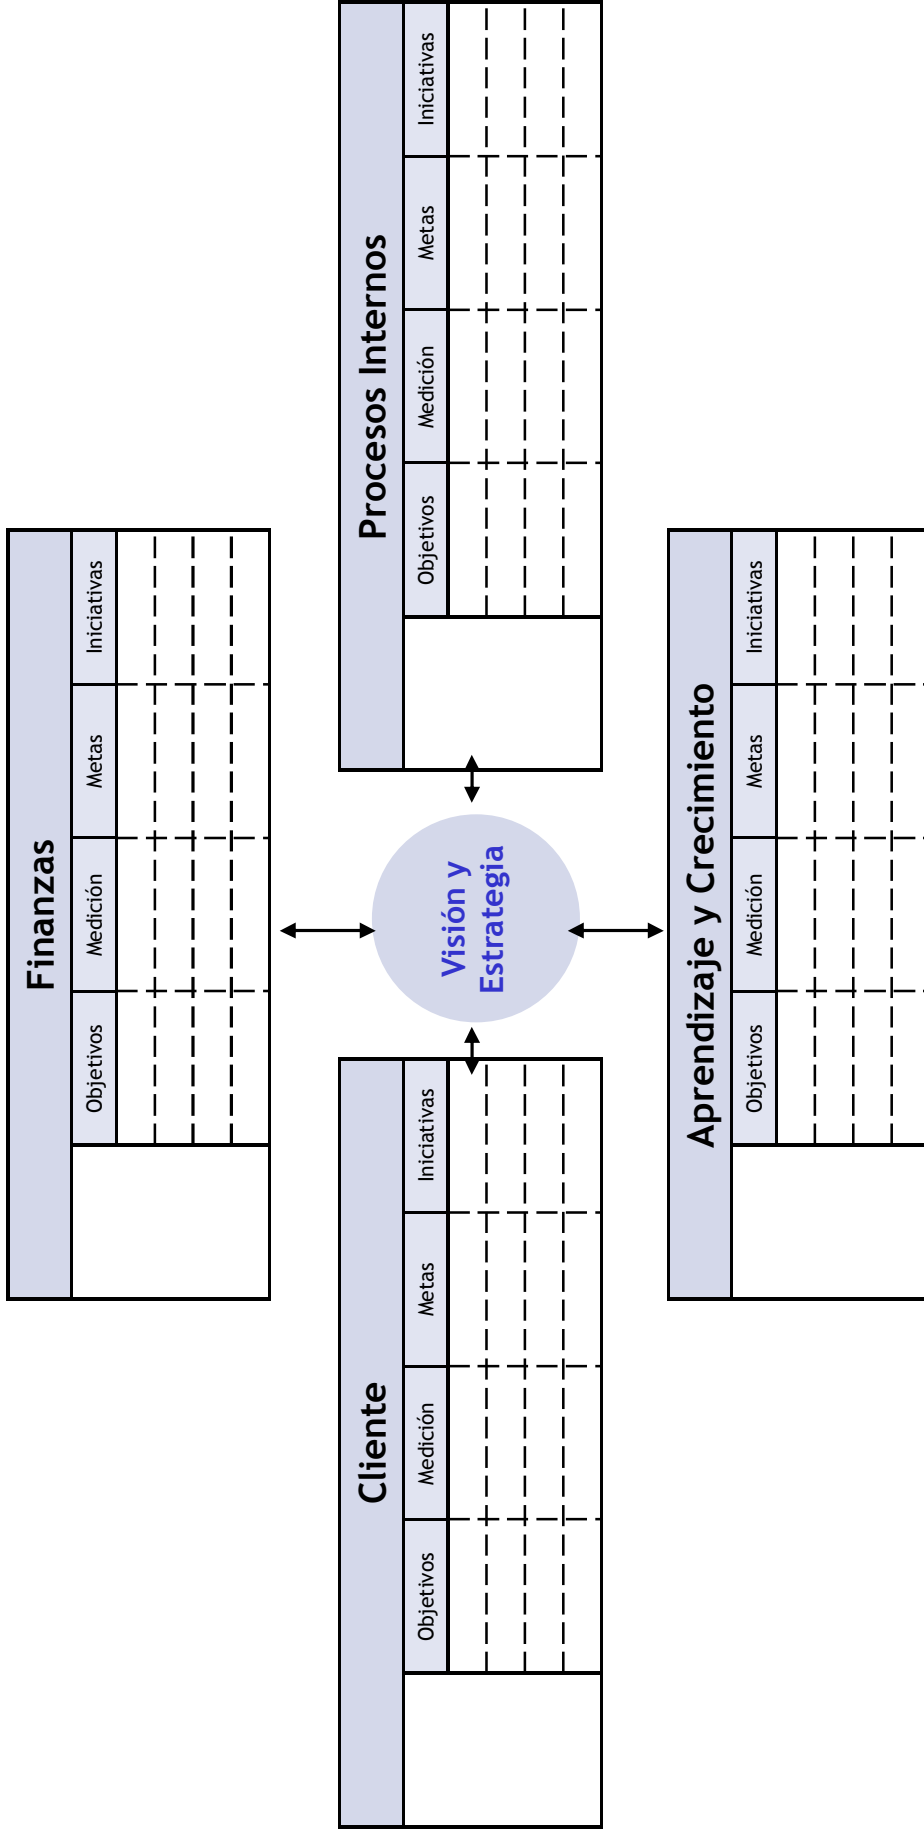 Finanzas
Objetivos Medición Metas Iniciativas
Cliente
Objetivos Medición Metas Iniciativas
Visión y
Estrategia
Procesos Internos
Objetivos Medición Metas Iniciativas
Aprendizaje y Crecimiento
Objetivos Medición Metas Iniciativas